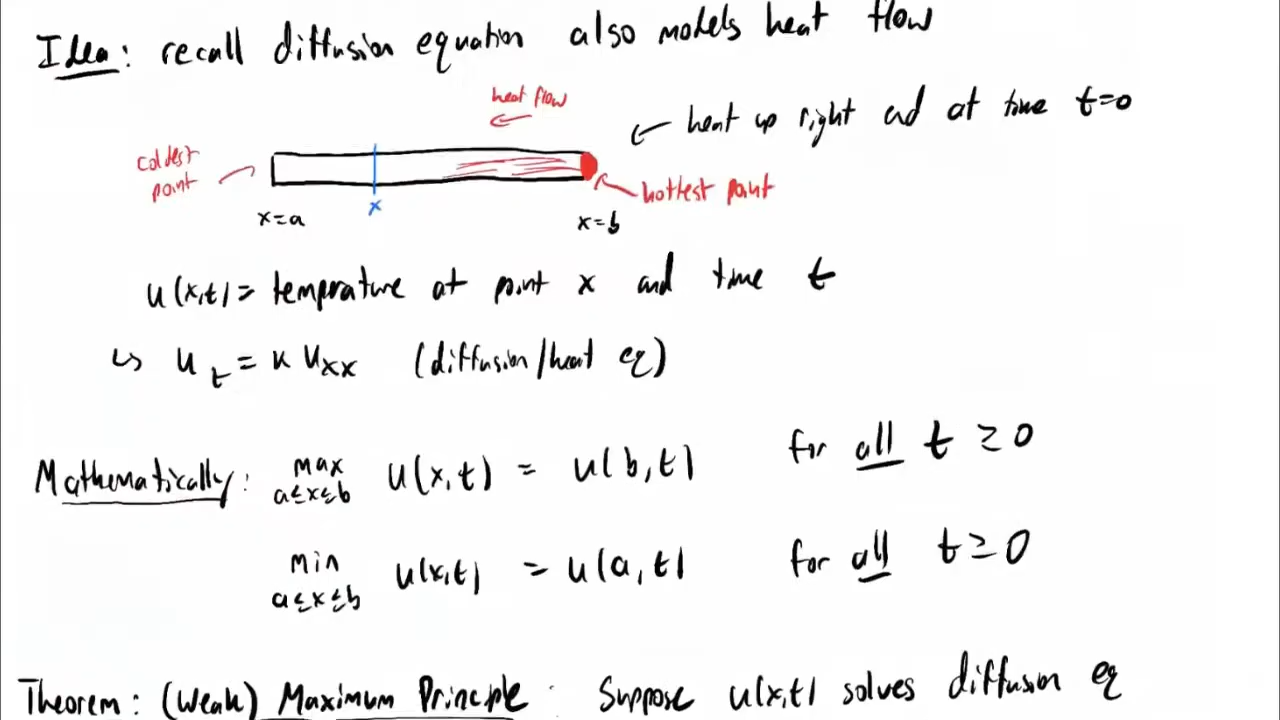 Idea: recall diffusion equation also models heat flow
heat flow
← heat up right end at time t=0
coldest point
hottest point
x=a
x
x=b
u(x,t) = temprature at point x and time t
↳ u_t = k u_xx (diffusion/heat eq)
Mathematically: max a≤x≤b u(x,t) = u(b,t) for all t ≥ 0
min a≤x≤b u(x,t) = u(a,t) for all t ≥ 0
Theorem: (Weak) Maximum Principle: Suppose u(x,t) solves diffusion eq